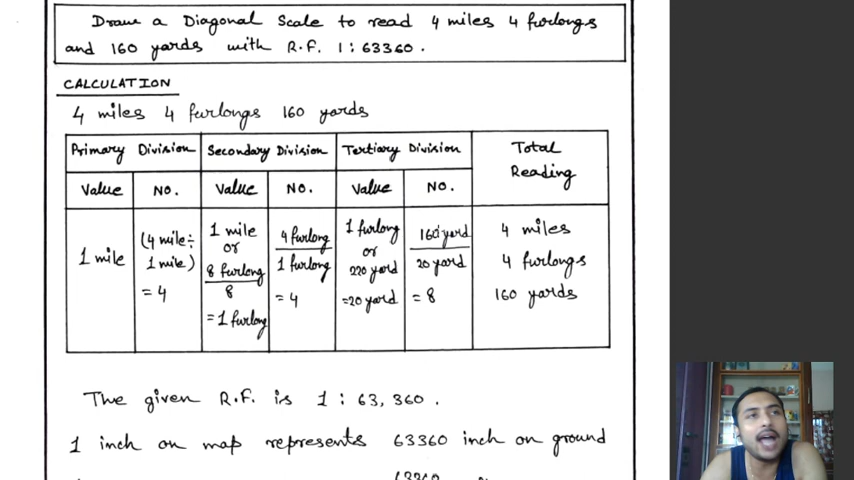 Draw a Diagonal Scale to read 4 miles 4 furlongs
and 160 yards with R.F. 1:63360.
CALCULATION
4 miles 4 furlongs 160 yards
Primary Division Secondary Division Tertiary Division Total Reading
Value No. Value No. Value No.
1 mile
(4 mile ÷
1 mile)
= 4
1 mile
or
8 furlong
8
= 1 furlong
4 furlong
1 furlong
= 4
1 furlong
or
220 yard
=20 yard
160 yard
20 yard
= 8
4 miles
4 furlongs
160 yards
The given R.F. is 1 : 63,360.
1 inch on map represents 63360 inch on ground
63360